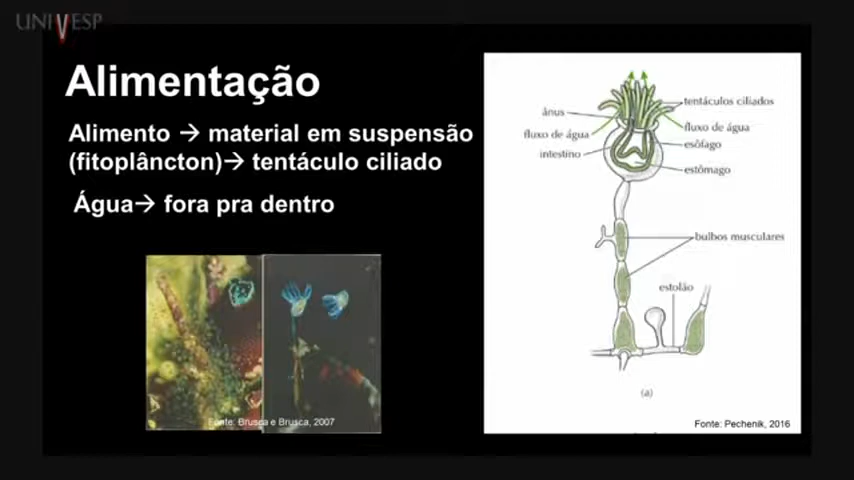 UNIVESP
Alimentação
Alimento → material em suspensão
(fitoplâncton)→ tentáculo ciliado
Água→ fora pra dentro
Fonte: Brusca e Brusca, 2007
tentáculos ciliados
ânus
fluxo de água
fluxo de água
esôfago
intestino
estômago
bulbos musculares
estolão
(a)
Fonte: Pechenik, 2016